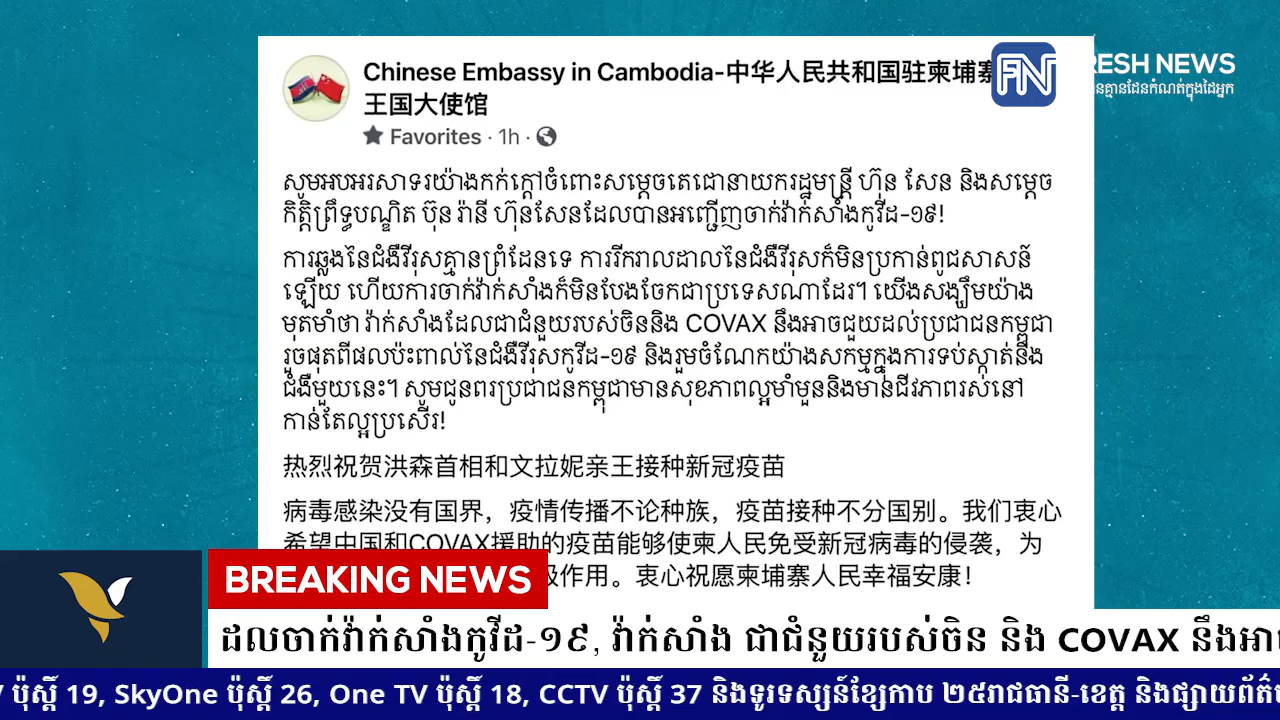 Chinese Embassy in Cambodia-中华人民共和国驻柬埔寨
王国大使馆
Favorites · 1h ·
FN
RESH NEWS
នគ្មានដែនកំណត់ក្នុងដៃអ្នក
សូមអបអរសាទរយ៉ាងកក់ក្តៅចំពោះសម្តេចតេជោនាយករដ្ឋមន្ត្រី ហ៊ុន សែន និងសម្តេច
កិត្តិព្រឹទ្ធបណ្ឌិត ប៊ុន រ៉ានី ហ៊ុនសែនដែលបានអញ្ជើញចាក់វ៉ាក់សាំងកូវីដ-១៩!
ការឆ្លងនៃជំងឺវីរុសគ្មានព្រំដែនទេ ការរីករាលដាលនៃជំងឺវីរុសក៏មិនប្រកាន់ពូជសាសន៍
ឡើយ ហើយការចាក់វ៉ាក់សាំងក៏មិនបែងចែកជាប្រទេសណាដែរ។ យើងសង្ឃឹមយ៉ាង
មុតមាំថា វ៉ាក់សាំងដែលជាជំនួយរបស់ចិននិង COVAX នឹងអាចជួយដល់ប្រជាជនកម្ពុជា
រួចផុតពីផលប៉ះពាល់នៃជំងឺវីរុសកូវីដ-១៩ និងរួមចំណែកយ៉ាងសកម្មក្នុងការទប់ស្កាត់នឹង
ជំងឺមួយនេះ។ សូមជូនពរប្រជាជនកម្ពុជាមានសុខភាពល្អមាំមួននិងមានជីវភាពរស់នៅ
កាន់តែល្អប្រសើរ!
热烈祝贺洪森首相和文拉妮亲王接种新冠疫苗
病毒感染没有国界，疫情传播不论种族，疫苗接种不分国别。我们衷心
希望中国和COVAX援助的疫苗能够使柬人民免受新冠病毒的侵袭，为
作用。衷心祝愿柬埔寨人民幸福安康！
BREAKING NEWS
ដលចាក់វ៉ាក់សាំងកូវីដ-១៩, វ៉ាក់សាំង ជាជំនួយរបស់ចិន និង COVAX នឹងអាច
V ប៉ុស្តិ៍ 19, SkyOne ប៉ុស្តិ៍ 26, One TV ប៉ុស្តិ៍ 18, CCTV ប៉ុស្តិ៍ 37 និងទូរទស្សន៍ខ្សែកាប ២៥រាជធានី-ខេត្ត និងផ្សាយព័ត៌